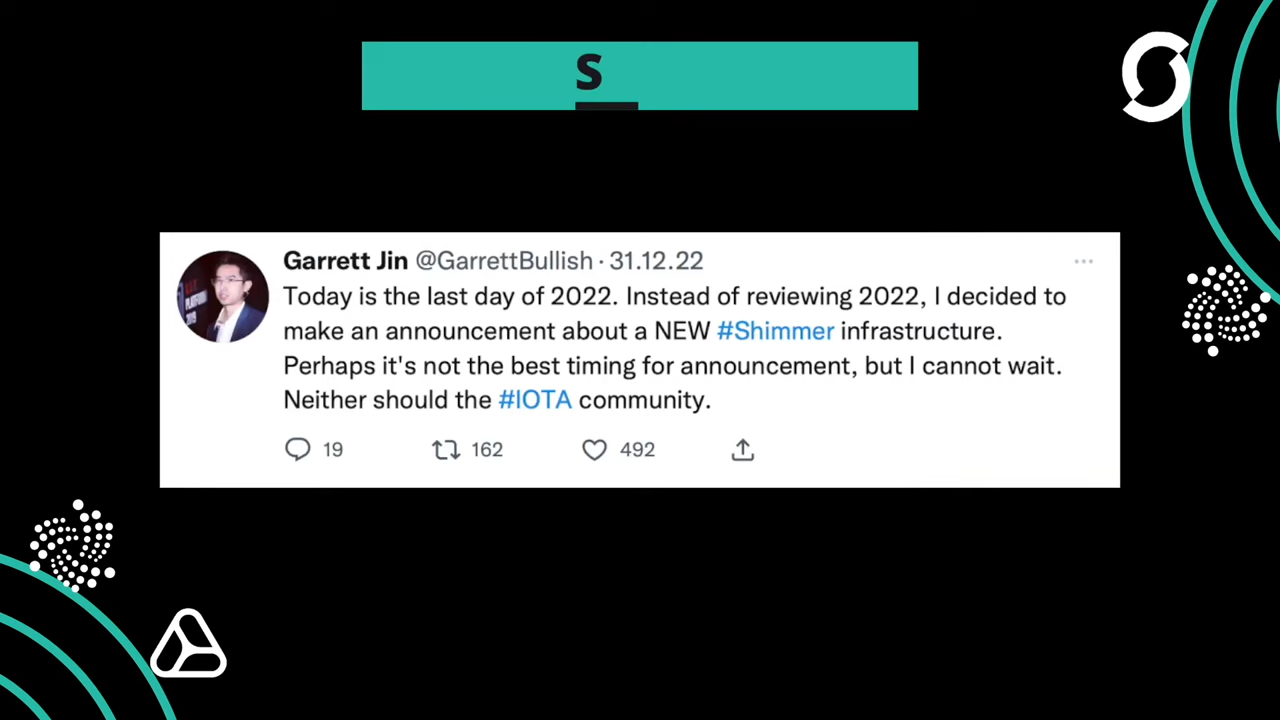 S
Garrett Jin @GarrettBullish · 31.12.22
Today is the last day of 2022. Instead of reviewing 2022, I decided to
make an announcement about a NEW #Shimmer infrastructure.
Perhaps it's not the best timing for announcement, but I cannot wait.
Neither should the #IOTA community.
19 162 492